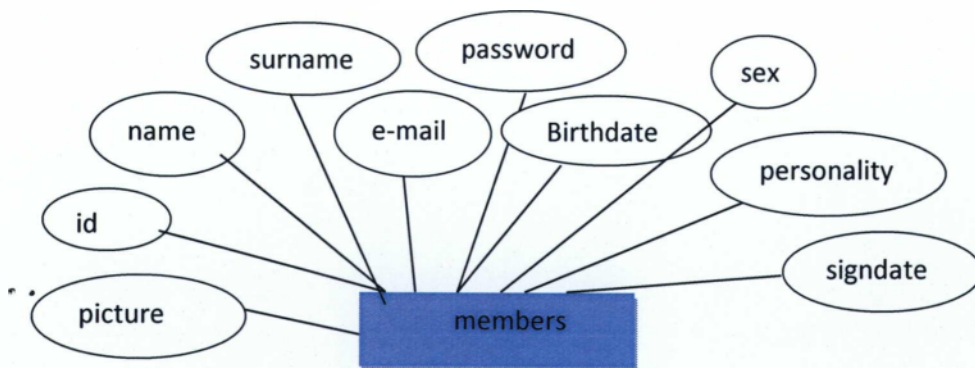 surname
password
sex
name
e-mail
Birthdate
personality
id
signdate
picture
members